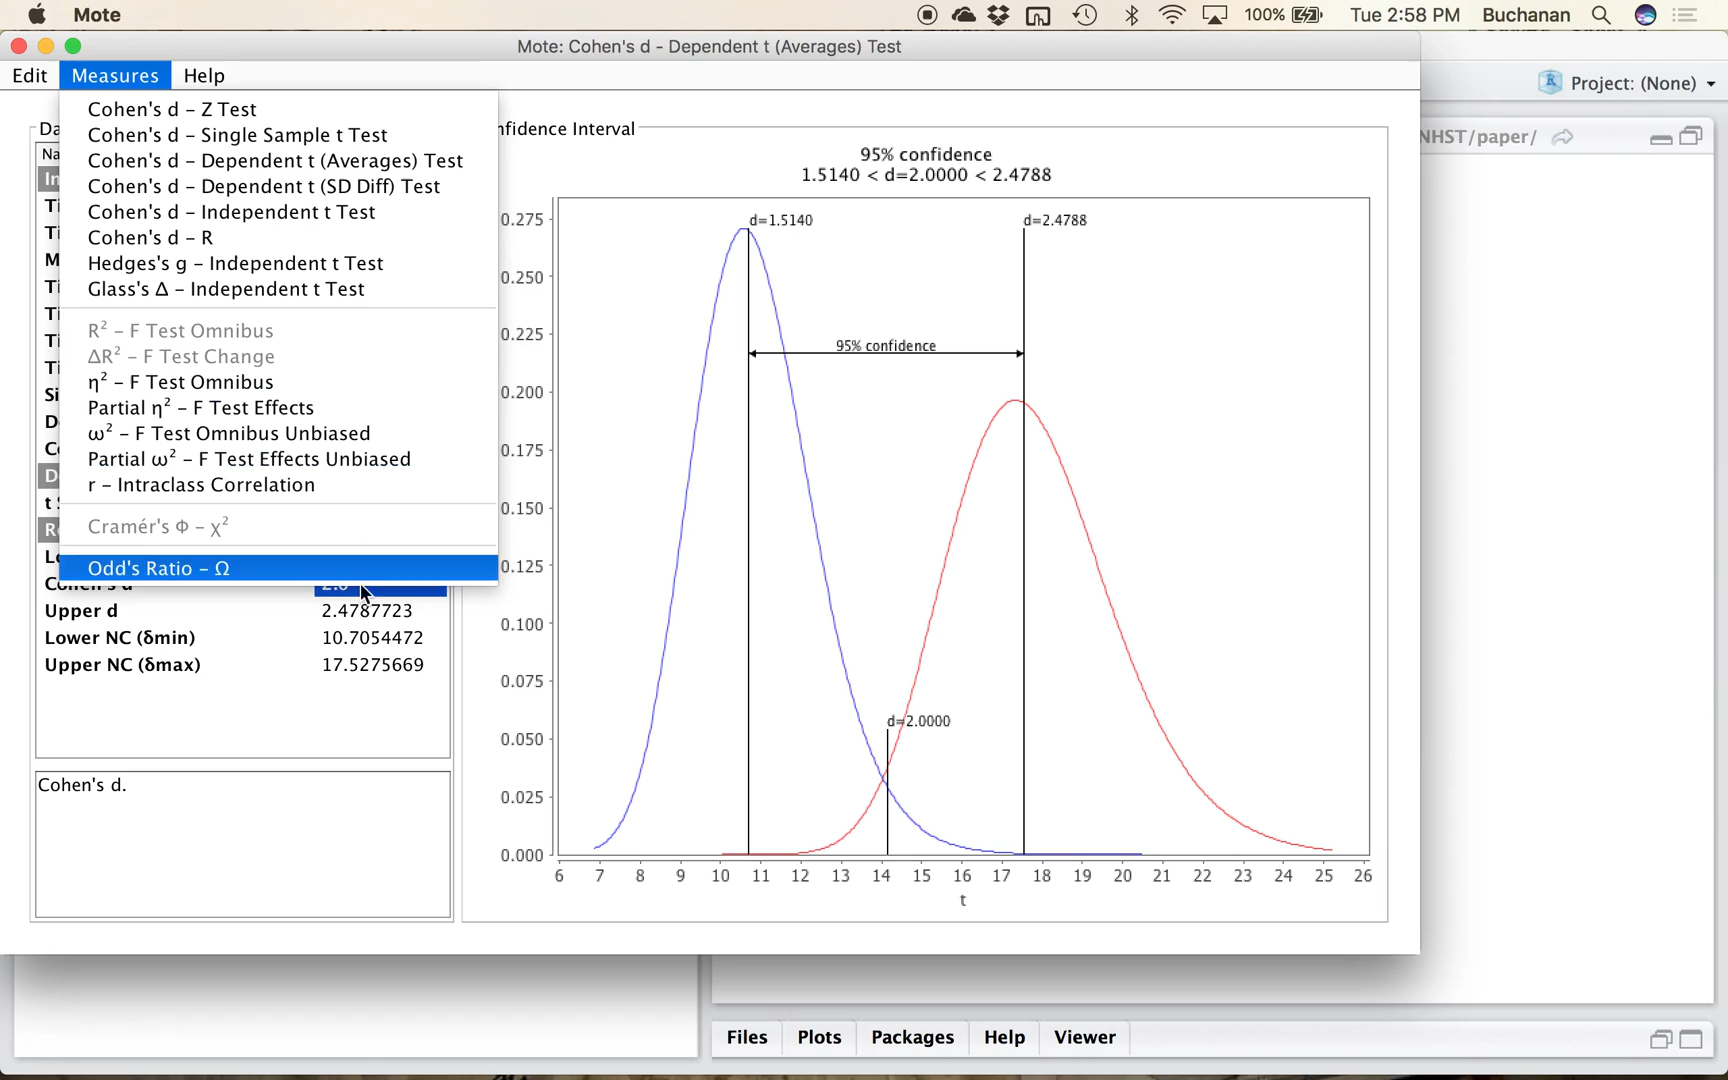 Mote
100%
Tue 2:58 PM
Buchanan
Mote: Cohen's d - Dependent t (Averages) Test
Edit
Measures
Help
Project: (None)
Cohen's d – Z Test
Cohen's d – Single Sample t Test
Cohen's d – Dependent t (Averages) Test
Cohen's d – Dependent t (SD Diff) Test
Cohen's d – Independent t Test
Cohen's d – R
Hedges's g – Independent t Test
Glass's Δ – Independent t Test
R² – F Test Omnibus
ΔR² – F Test Change
η² – F Test Omnibus
Partial η² – F Test Effects
ω² – F Test Omnibus Unbiased
Partial ω² – F Test Effects Unbiased
r – Intraclass Correlation
Cramér's Φ – χ²
Odd's Ratio – Ω
Upper d 2.4787723
Lower NC (δmin) 10.7054472
Upper NC (δmax) 17.5275669
Cohen's d.
nfidence Interval
95% confidence
1.5140 < d=2.0000 < 2.4788
d=1.5140
d=2.4788
95% confidence
d=2.0000
0.275
0.250
0.225
0.200
0.175
0.150
0.125
0.100
0.075
0.050
0.025
0.000
6 7 8 9 10 11 12 13 14 15 16 17 18 19 20 21 22 23 24 25 26
t
NHST/paper/
Files
Plots
Packages
Help
Viewer